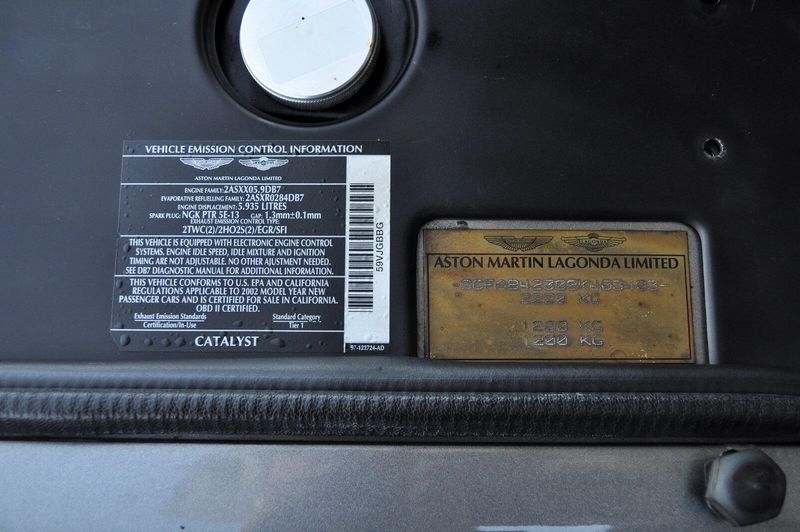 VEHICLE EMISSION CONTROL INFORMATION
ASTON MARTIN LAGONDA LIMITED
ENGINE FAMILY: 2ASXX05.9DB7
EVAPORATIVE REFUELLING FAMILY: 2ASXR0284DB7
ENGINE DISPLACEMENT: 5.935 LITRES
SPARK PLUG: NGK PTR 5E-13 GAP: 1.3mm±0.1mm
EXHAUST EMISSION CONTROL TYPE:
2TWC(2)/2HO2S(2)/EGR/SFI
THIS VEHICLE IS EQUIPPED WITH ELECTRONIC ENGINE CONTROL
SYSTEMS. ENGINE IDLE SPEED, IDLE MIXTURE AND IGNITION
TIMING ARE NOT ADJUSTABLE. NO OTHER AJUSTMENT NEEDED.
SEE DB7 DIAGNOSTIC MANUAL FOR ADDITIONAL INFORMATION.
THIS VEHICLE CONFORMS TO U.S. EPA AND CALIFORNIA
REGULATIONS APPLICABLE TO 2002 MODEL YEAR NEW
PASSENGER CARS AND IS CERTIFIED FOR SALE IN CALIFORNIA.
OBD II CERTIFIED.
Exhaust Emission Standards Standard Category
Certification/In-Use Tier 1
CATALYST
97-122724-AD
59VJGBBG
ASTON MARTIN LAGONDA LIMITED
2220 KG
1200 KG
1200 KG